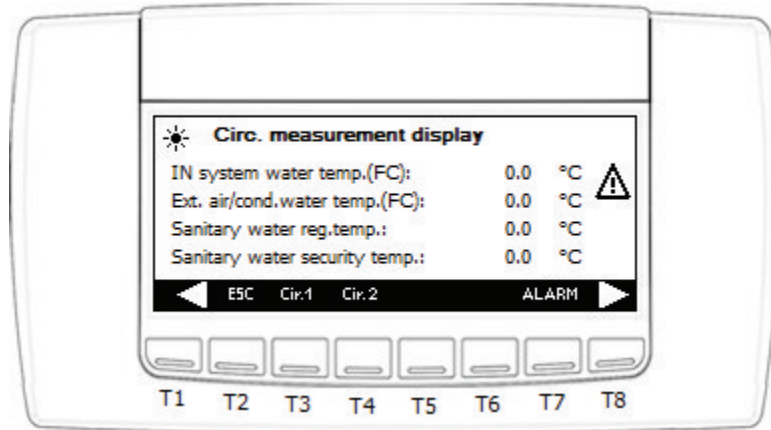 Circ. measurement display
IN system water temp.(FC): 0.0 °C
Ext. air/cond.water temp.(FC): 0.0 °C
Sanitary water reg.temp.: 0.0 °C
Sanitary water security temp.: 0.0 °C
ESC Cir.1 Cir.2 ALARM
T1 T2 T3 T4 T5 T6 T7 T8